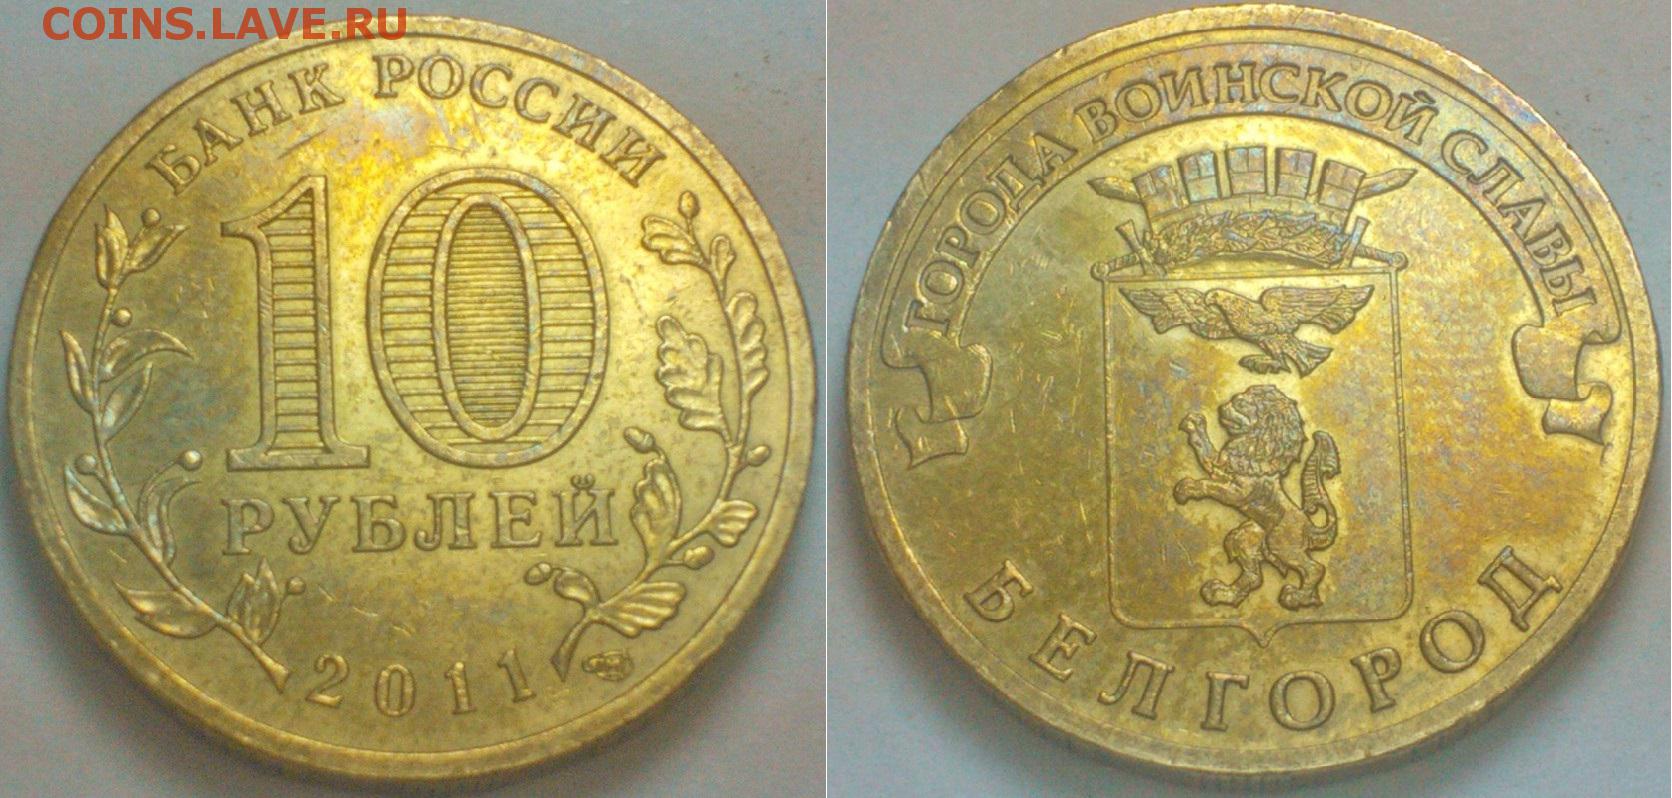 COINS.LAVE.RU
БАНК РОССИИ
10
РУБЛЕЙ
2011
ГОРОДА ВОИНСКОЙ СЛАВЫ
БЕЛГОРОД